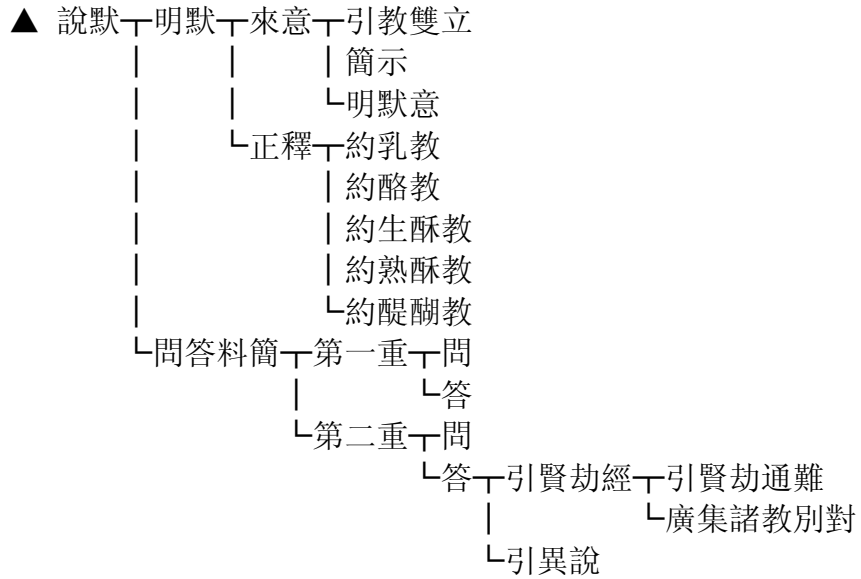 ▲ 說默┬明默┬來意┬引教雙立
│簡示
└明默意
└正釋┬約乳教
│約酪教
│約生酥教
│約熟酥教
└約醍醐教
└問答料簡┬第一重┬問
└答
└第二重┬問
└答┬引賢劫經┬引賢劫通難
└廣集諸教別對
└引異說